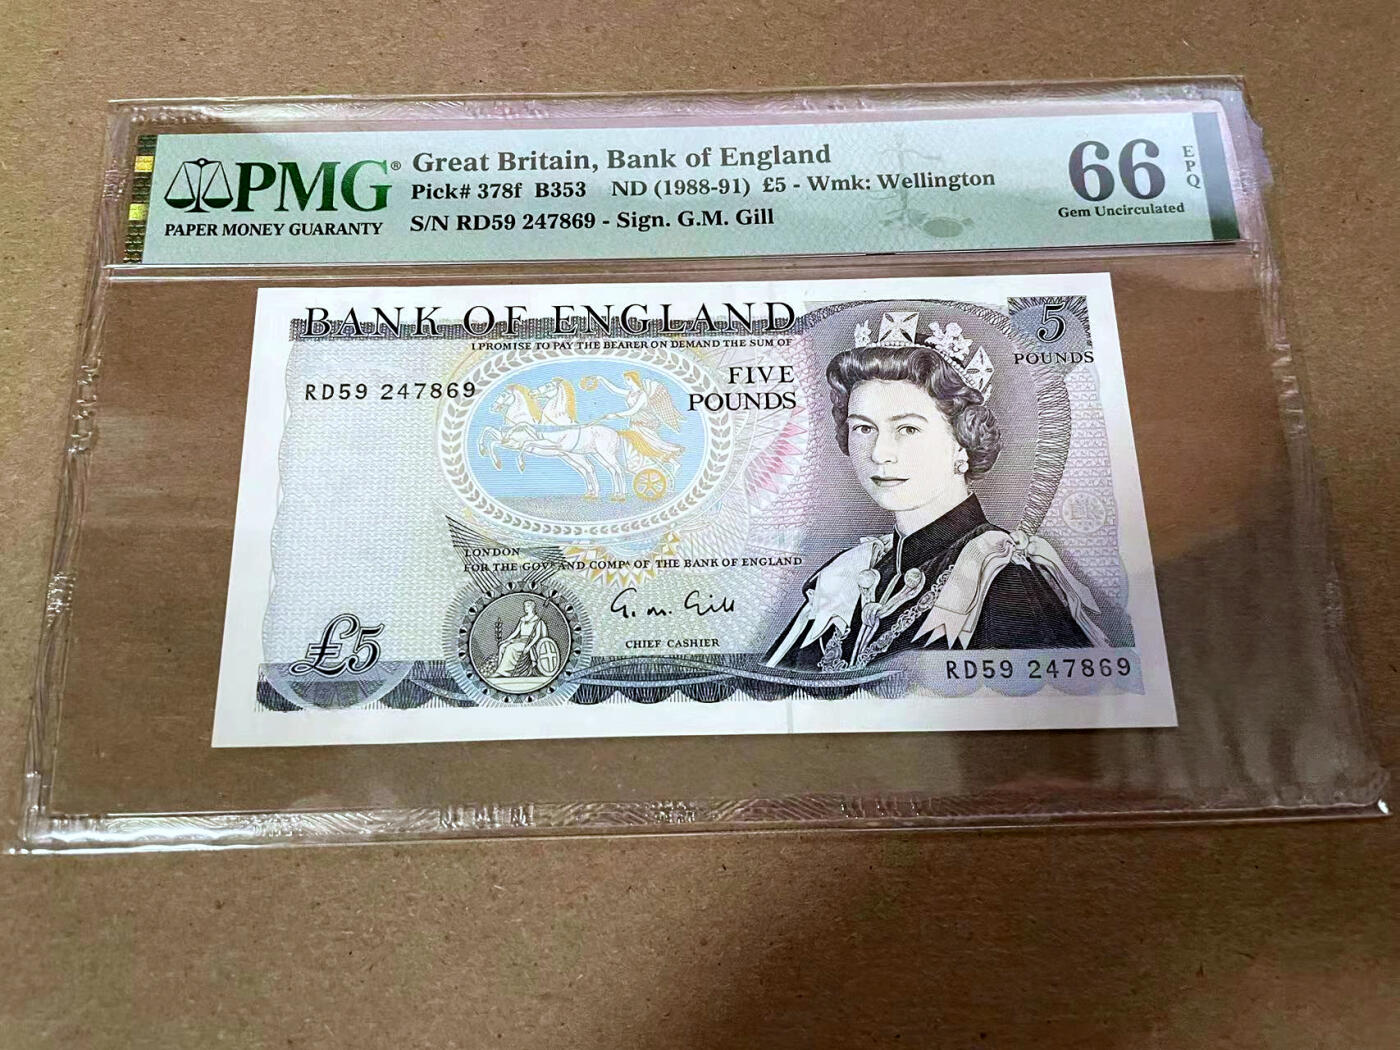 PMG®
PAPER MONEY GUARANTY
Great Britain, Bank of England
Pick# 378f B353 ND (1988-91) £5 - Wmk: Wellington
S/N RD59 247869 - Sign. G.M. Gill
66
EPQ
Gem Uncirculated
BANK OF ENGLAND
I PROMISE TO PAY THE BEARER ON DEMAND THE SUM OF
5
POUNDS
RD59 247869
FIVE
POUNDS
LONDON
FOR THE GOVR AND COMPA OF THE BANK OF ENGLAND
G. M. Gill
CHIEF CASHIER
£5
RD59 247869